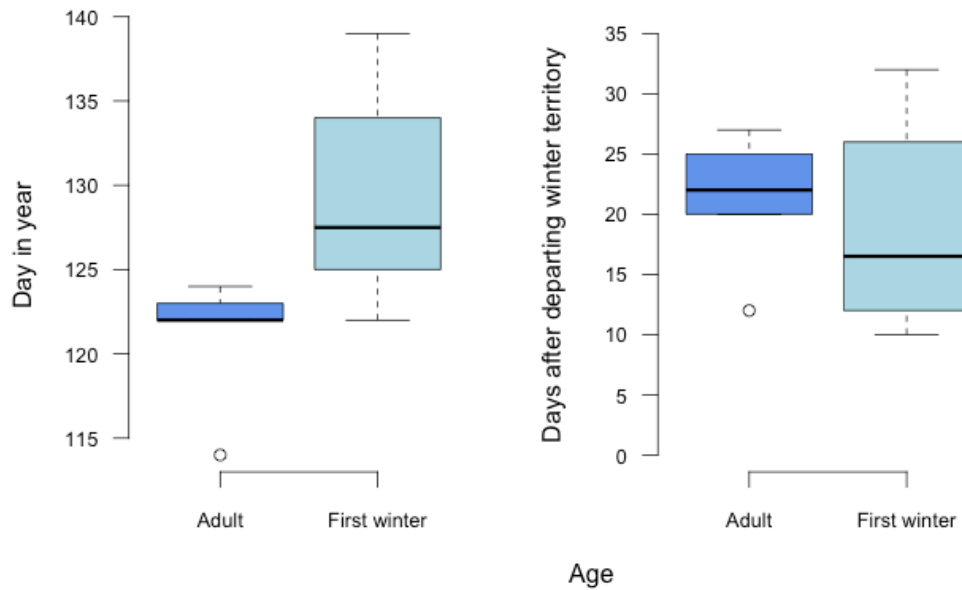 Day in year
140
135
130
125
120
115
Adult
First winter
Days after departing winter territory
35
30
25
20
15
10
5
0
Adult
First winter
Age